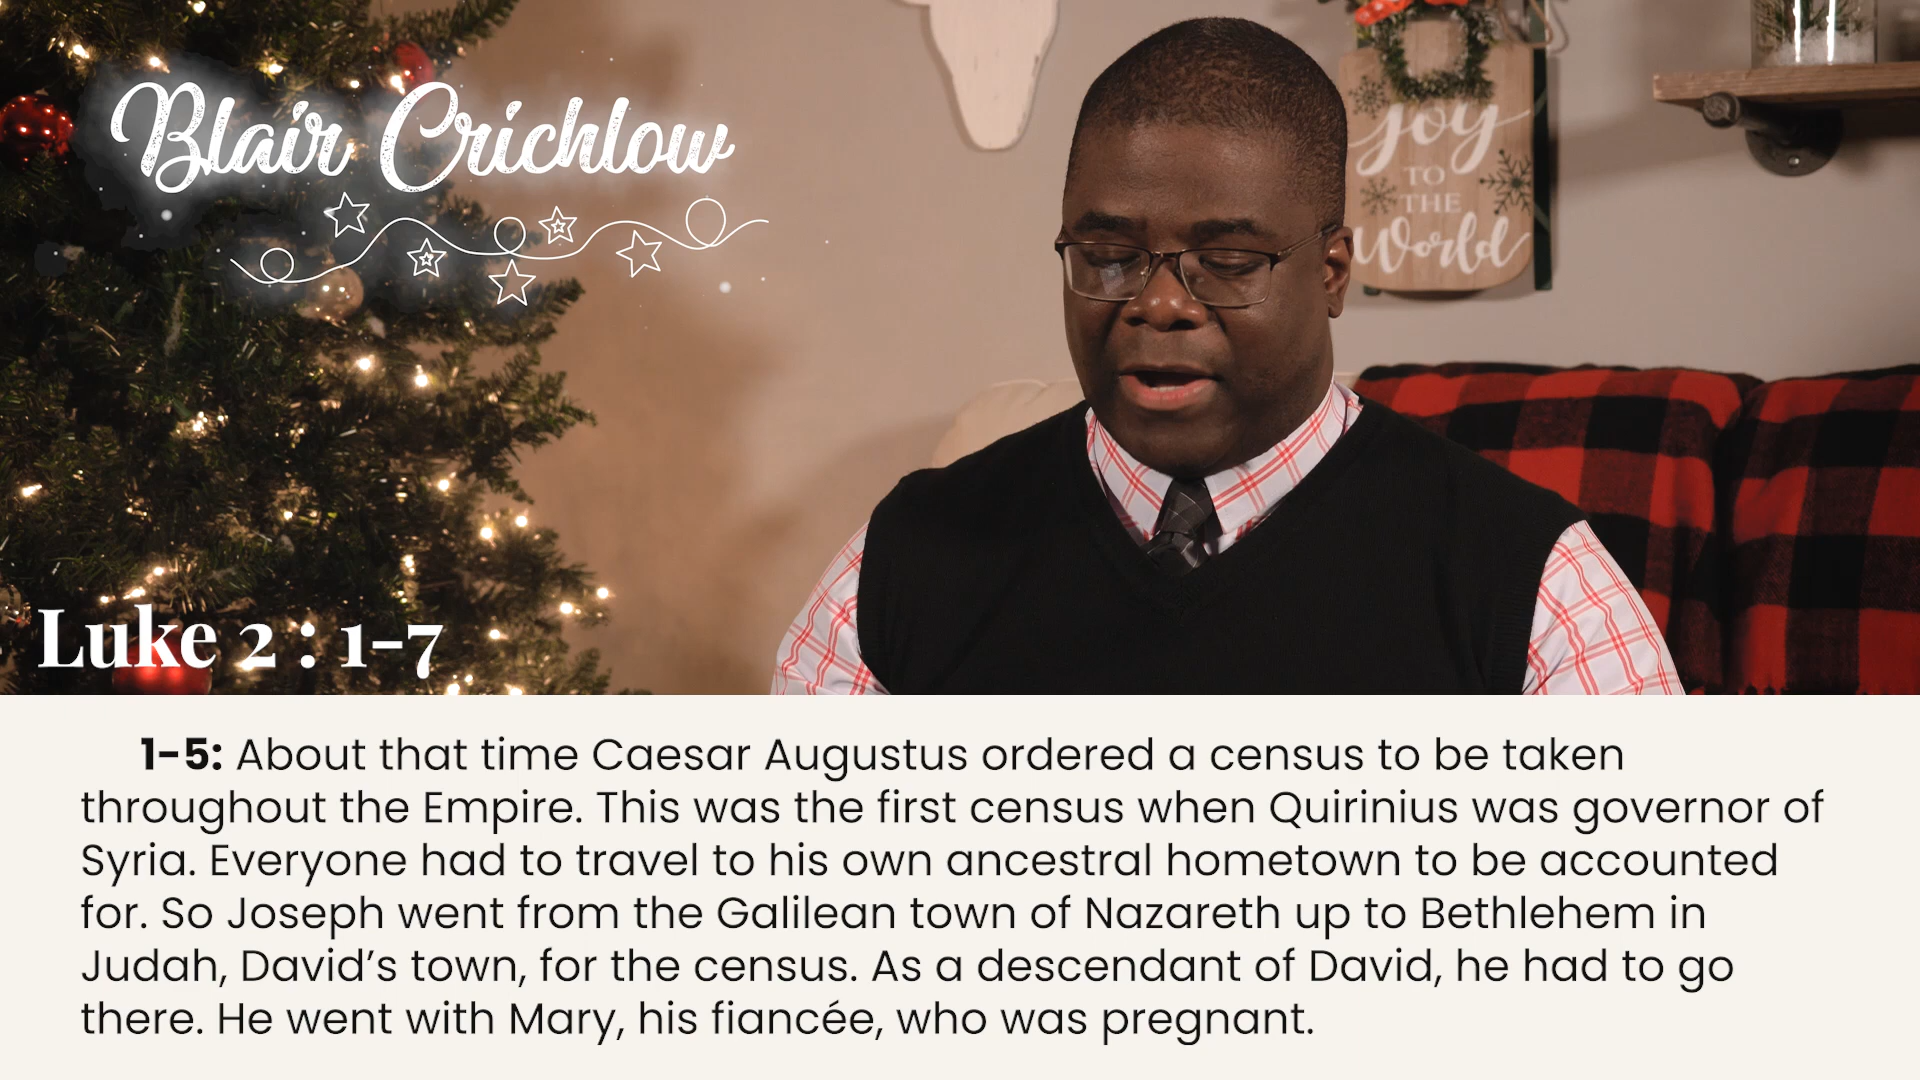 Blair Crichlow
Joy
TO
THE
World
Luke 2 : 1-7
1-5: About that time Caesar Augustus ordered a census to be taken
throughout the Empire. This was the first census when Quirinius was governor of
Syria. Everyone had to travel to his own ancestral hometown to be accounted
for. So Joseph went from the Galilean town of Nazareth up to Bethlehem in
Judah, David’s town, for the census. As a descendant of David, he had to go
there. He went with Mary, his fiancée, who was pregnant.